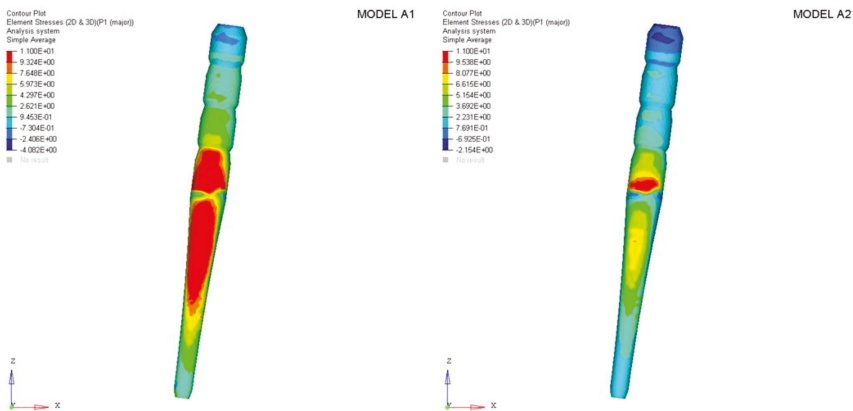 Contour Plot
Element Stresses (2D & 3D)(P1 (major))
Analysis system
Simple Average
1.100E+01
9.324E+00
7.648E+00
5.973E+00
4.297E+00
2.621E+00
9.453E-01
-7.304E-01
-2.406E+00
-4.082E+00
No result
MODEL A1
Z
Y
X
Contour Plot
Element Stresses (2D & 3D)(P1 (major))
Analysis system
Simple Average
1.100E+01
9.538E+00
8.077E+00
6.615E+00
5.154E+00
3.692E+00
2.231E+00
7.691E-01
-6.925E-01
-2.154E+00
No result
MODEL A2
Z
Y
X